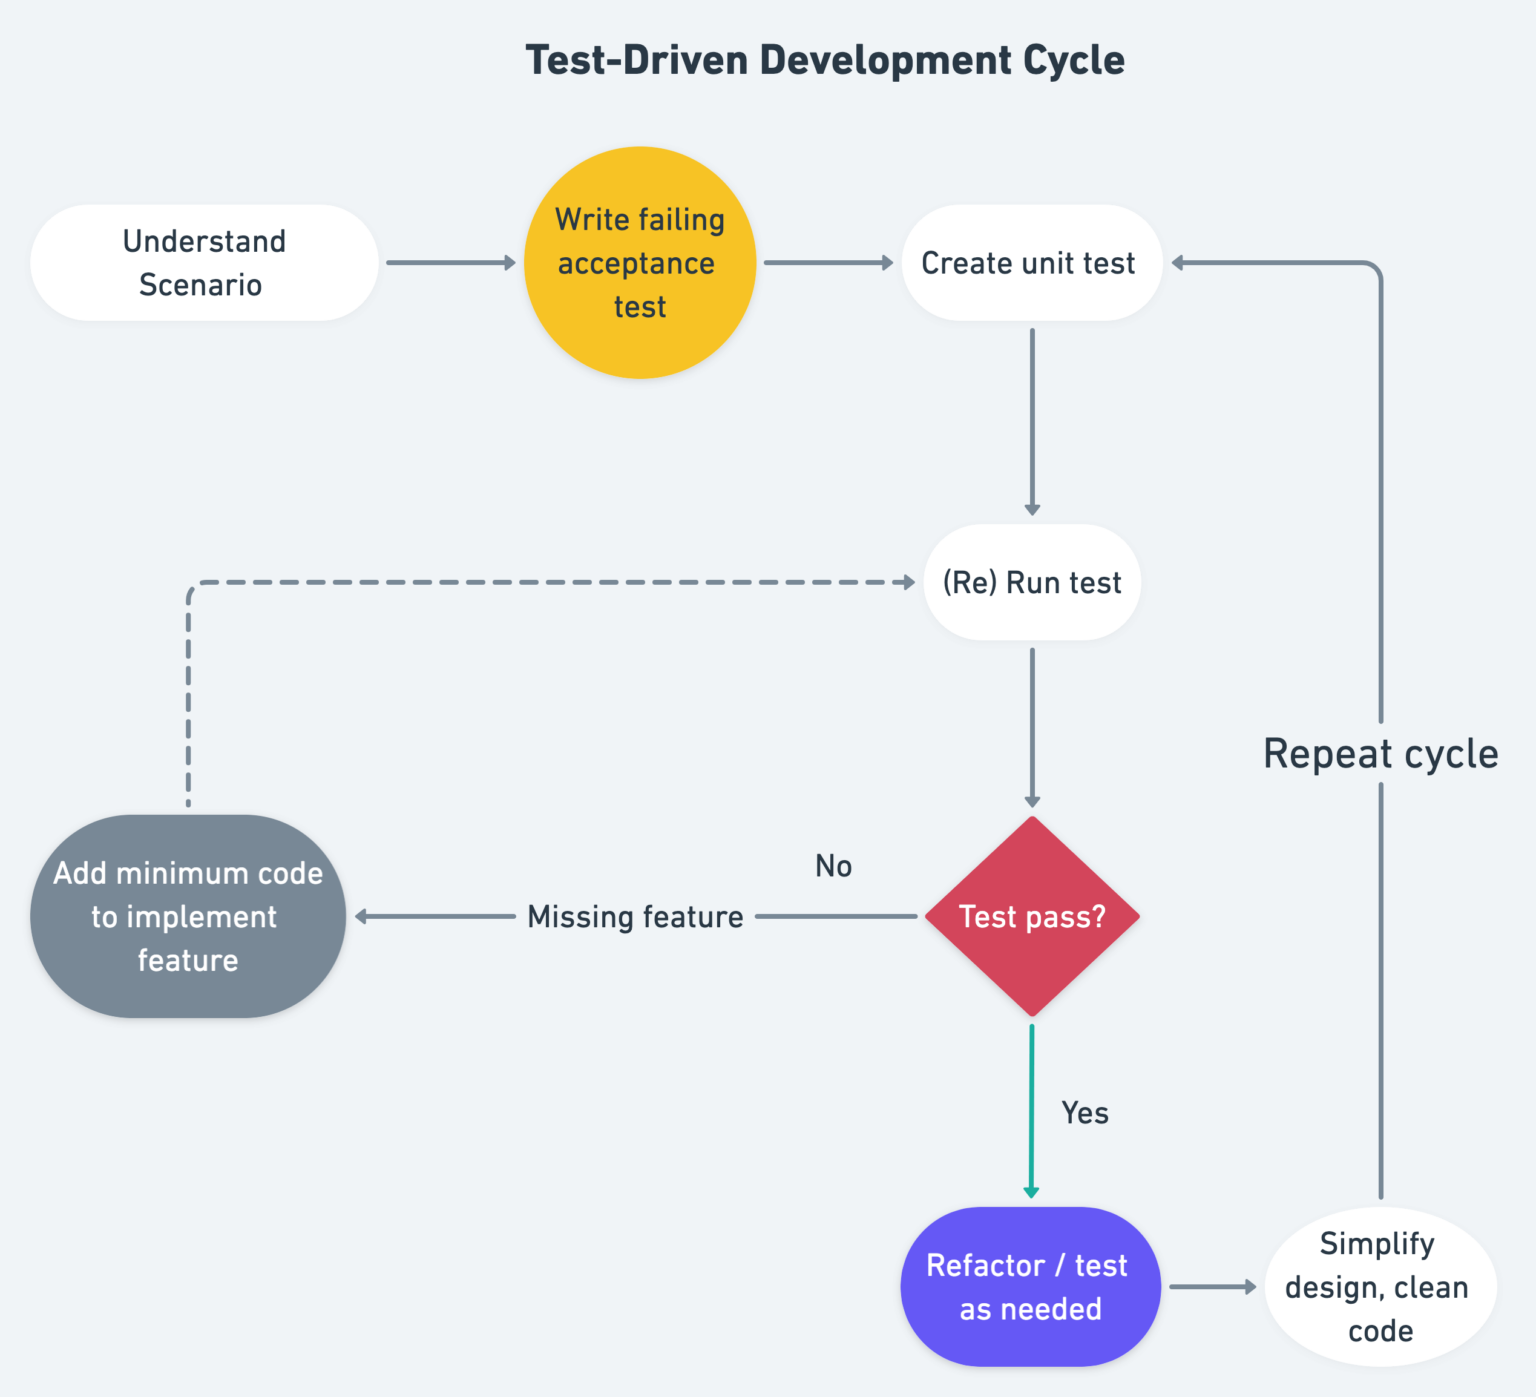 Test-Driven Development Cycle
Understand
Scenario
Write failing
acceptance
test
Create unit test
(Re) Run test
Repeat cycle
Add minimum code
to implement
feature
Missing feature
No
Test pass?
Yes
Refactor / test
as needed
Simplify
design, clean
code